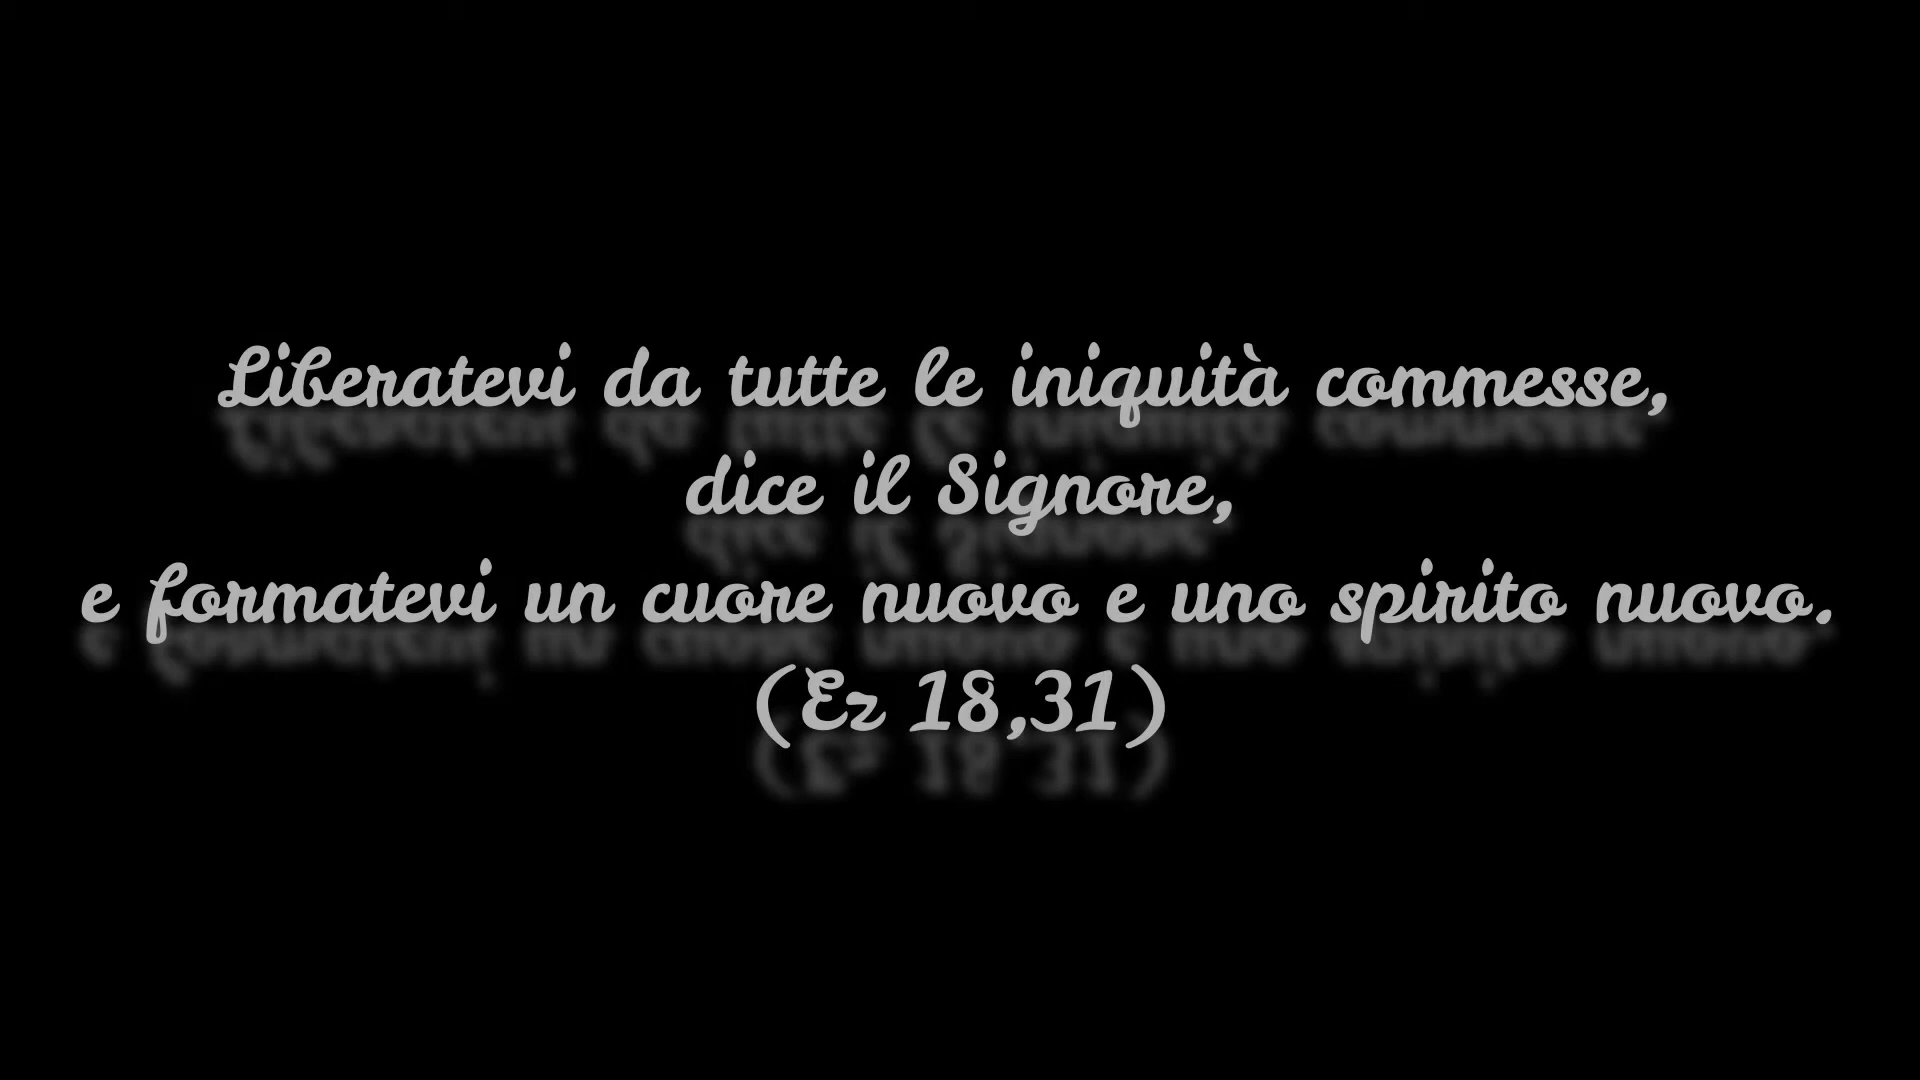 Liberatevi da tutte le iniquità commesse,
dice il Signore,
e formatevi un cuore nuovo e uno spirito nuovo.
(Ez 18,31)